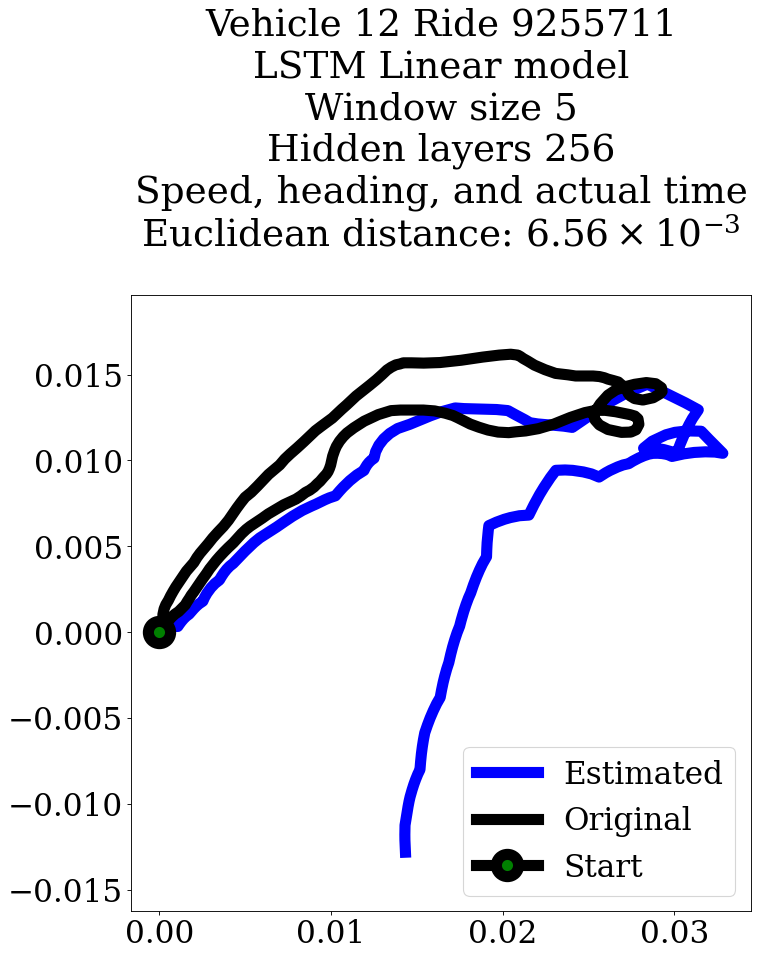 Vehicle 12 Ride 9255711
LSTM Linear model
Window size 5
Hidden layers 256
Speed, heading, and actual time
Euclidean distance: 6.56 × 10⁻³
0.015
0.010
0.005
0.000
−0.005
−0.010
−0.015
0.00 0.01 0.02 0.03
Estimated
Original
Start